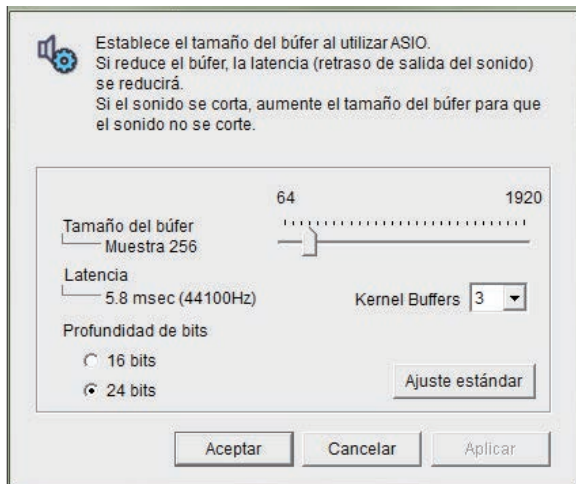 Establece el tamaño del búfer al utilizar ASIO.
Si reduce el búfer, la latencia (retraso de salida del sonido)
se reducirá.
Si el sonido se corta, aumente el tamaño del búfer para que
el sonido no se corte.
64 1920
Tamaño del búfer
Muestra 256
Latencia
5.8 msec (44100Hz)
Kernel Buffers 3
Profundidad de bits
16 bits
24 bits
Ajuste estándar
Aceptar Cancelar Aplicar